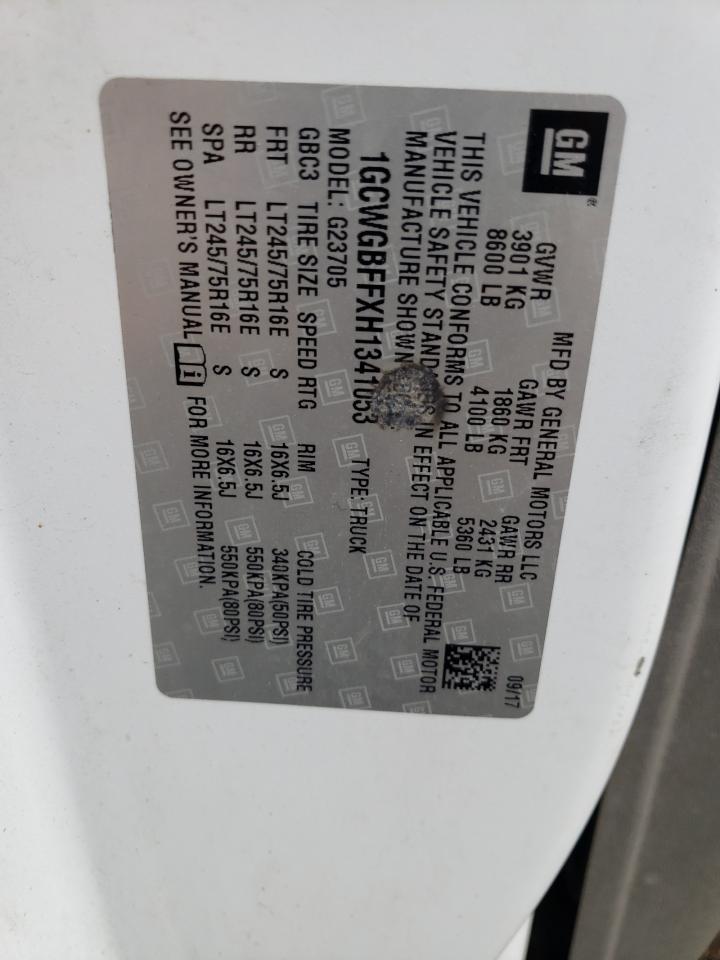 GM
MFD BY GENERAL MOTORS LLC 09/17
GVWR GAWR FRT GAWR RR
3901 KG 1860 KG 2431 KG
8600 LB 4100 LB 5360 LB
THIS VEHICLE CONFORMS TO ALL APPLICABLE U.S. FEDERAL MOTOR
VEHICLE SAFETY STANDARDS IN EFFECT ON THE DATE OF
MANUFACTURE SHOWN
1GCWGBFFXH1341053 TYPE: TRUCK
MODEL: G23705
GBC3 TIRE SIZE SPEED RTG RIM COLD TIRE PRESSURE
FRT LT245/75R16E S 16X6.5J 340KPA(50PSI)
RR LT245/75R16E S 16X6.5J 550KPA(80PSI)
SPA LT245/75R16E S 16X6.5J 550KPA(80PSI)
SEE OWNER'S MANUAL i FOR MORE INFORMATION.